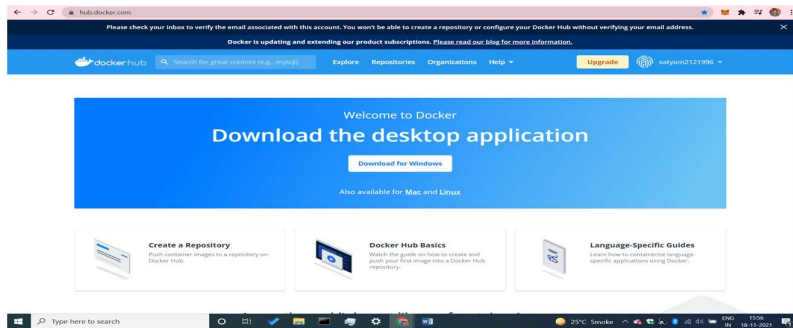 hub.docker.com
Please check your inbox to verify the email associated with this account. You won't be able to create a repository or configure your Docker Hub without verifying your email address.
Docker is updating and extending our product subscriptions. Please read our blog for more information.
dockerhub
Search for great content (e.g., mysql)
Explore Repositories Organizations Help
Upgrade
satyam2121996
Welcome to Docker
Download the desktop application
Download for Windows
Also available for Mac and Linux
Create a Repository
Push container images to a repository on
Docker Hub.
Docker Hub Basics
Watch the guide on how to create and
push your first image into a Docker Hub
repository.
Language-Specific Guides
Learn how to containerize language-
specific applications using Docker.
Type here to search
25°C Smoke
ENG
IN
15:56
18-11-2021